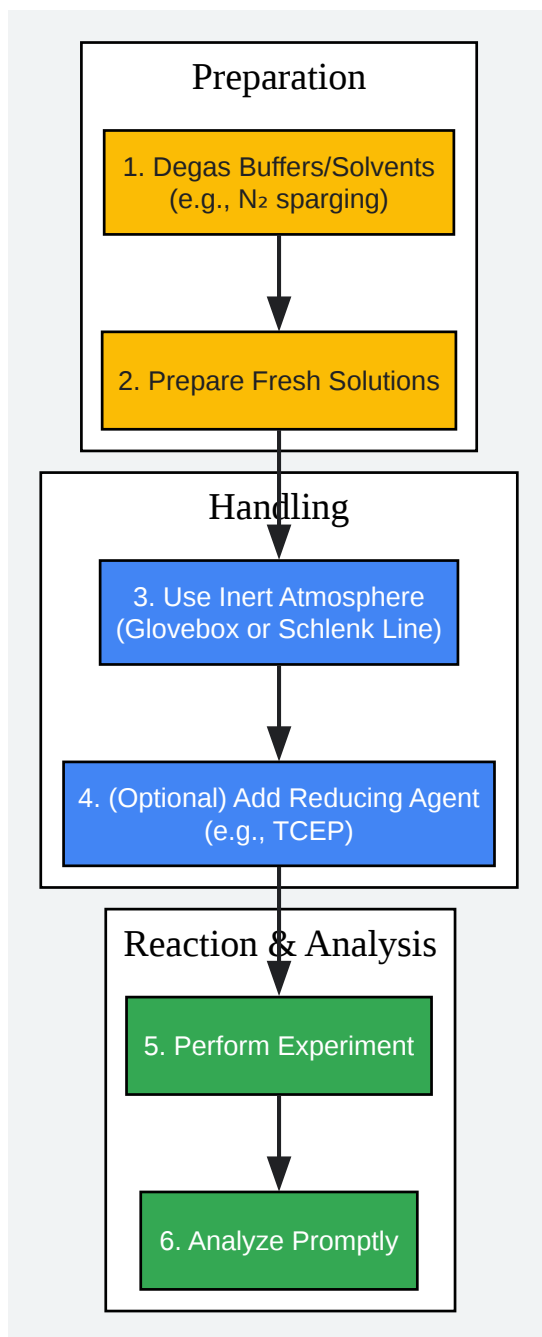 Preparation
1. Degas Buffers/Solvents
(e.g., N₂ sparging)
2. Prepare Fresh Solutions
Handling
3. Use Inert Atmosphere
(Glovebox or Schlenk Line)
4. (Optional) Add Reducing Agent
(e.g., TCEP)
Reaction & Analysis
5. Perform Experiment
6. Analyze Promptly